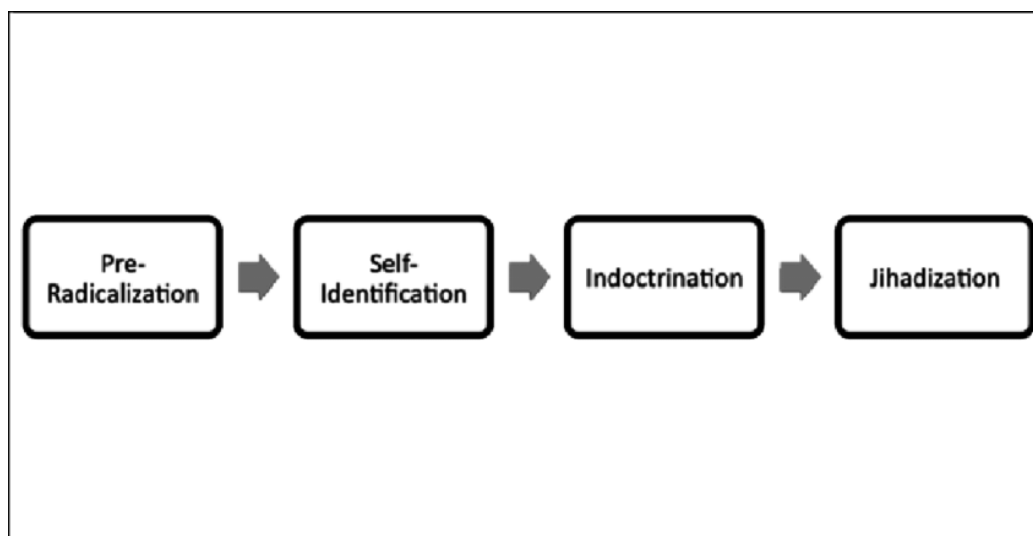 Pre-
Radicalization
Self-
Identification
Indoctrination
Jihadization